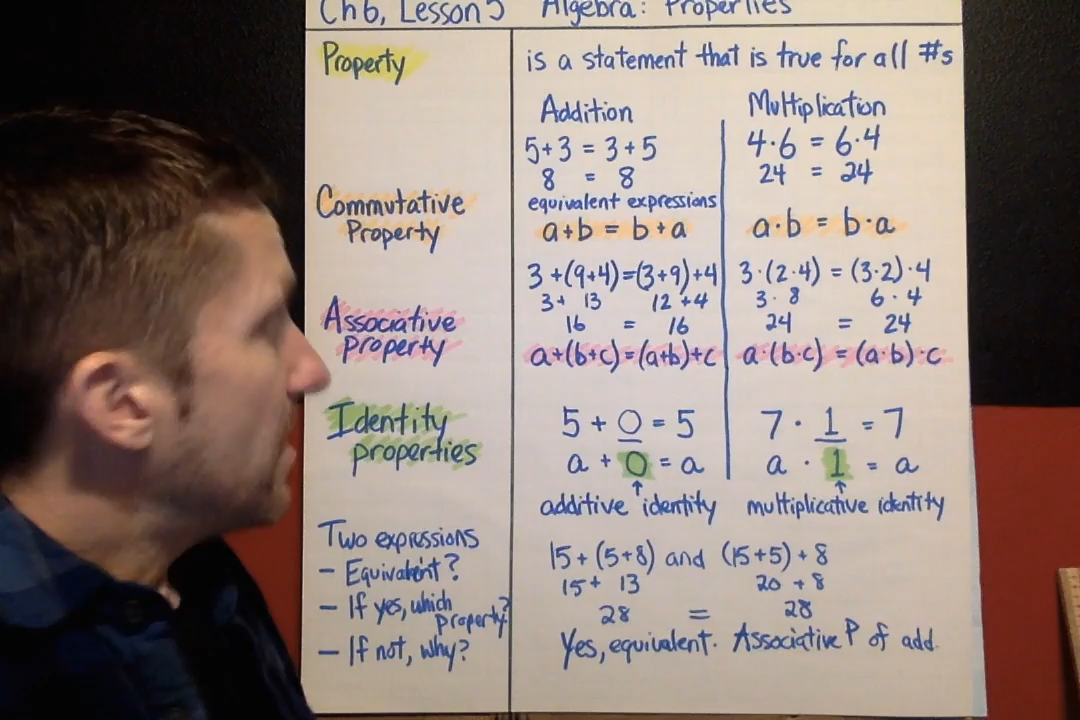 Ch 6, Lesson 5 Algebra: Properties
Property is a statement that is true for all #s
Addition Multiplication
5+3 = 3+5 4·6 = 6·4
8 = 8 24 = 24
Commutative Property
equivalent expressions
a+b = b+a a·b = b·a
3+(9+4)=(3+9)+4 3·(2·4) = (3·2)·4
3+ 13 12+4 3·8 6·4
16 = 16 24 = 24
Associative
property
a+(b+c)=(a+b)+c a·(b·c) = (a·b)·c
Identity
properties
5 + 0 = 5 7 · 1 = 7
a + 0 = a a · 1 = a
↑ ↑
additive identity multiplicative identity
Two expressions
- Equivalent?
- If yes, which
property?
- If not, why?
15+(5+8) and (15+5)+8
15+ 13 20 +8
28 = 28
Yes, equivalent. Associative P of add.